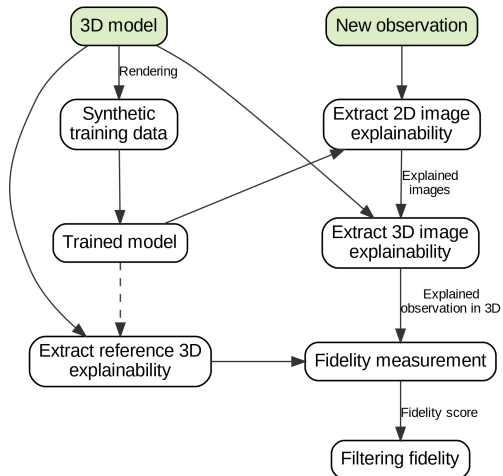 3D model
New observation
Rendering
Synthetic
training data
Extract 2D image
explainability
Explained
images
Trained model
Extract 3D image
explainability
Explained
observation in 3D
Extract reference 3D
explainability
Fidelity measurement
Fidelity score
Filtering fidelity